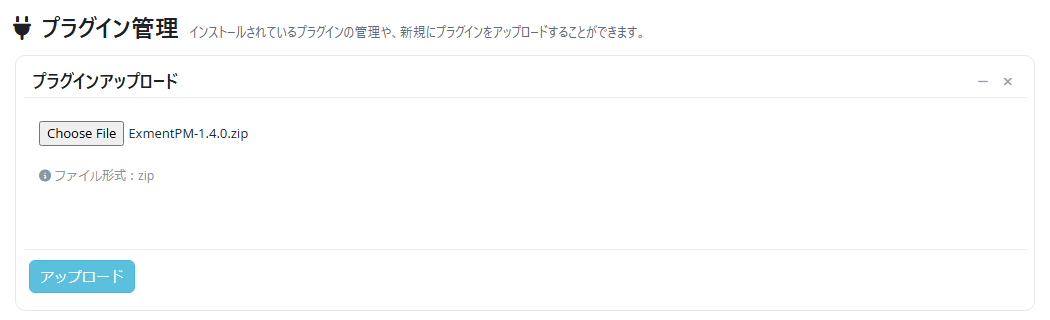 プラグイン管理 インストールされているプラグインの管理や、新規にプラグインをアップロードすることができます。
プラグインアップロード
Choose File ExmentPM-1.4.0.zip
ファイル形式：zip
アップロード